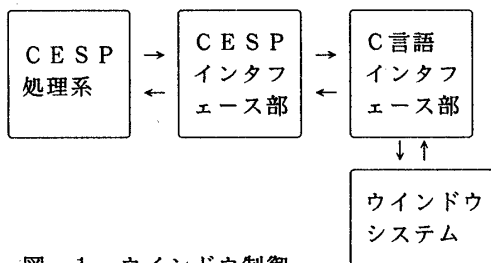 CESP
処理系
→
←
CESP
インタフ
ェース部
→
←
C言語
インタフ
ェース部
↓ ↑
ウインドウ
システム
図 1 ウインドウ制御